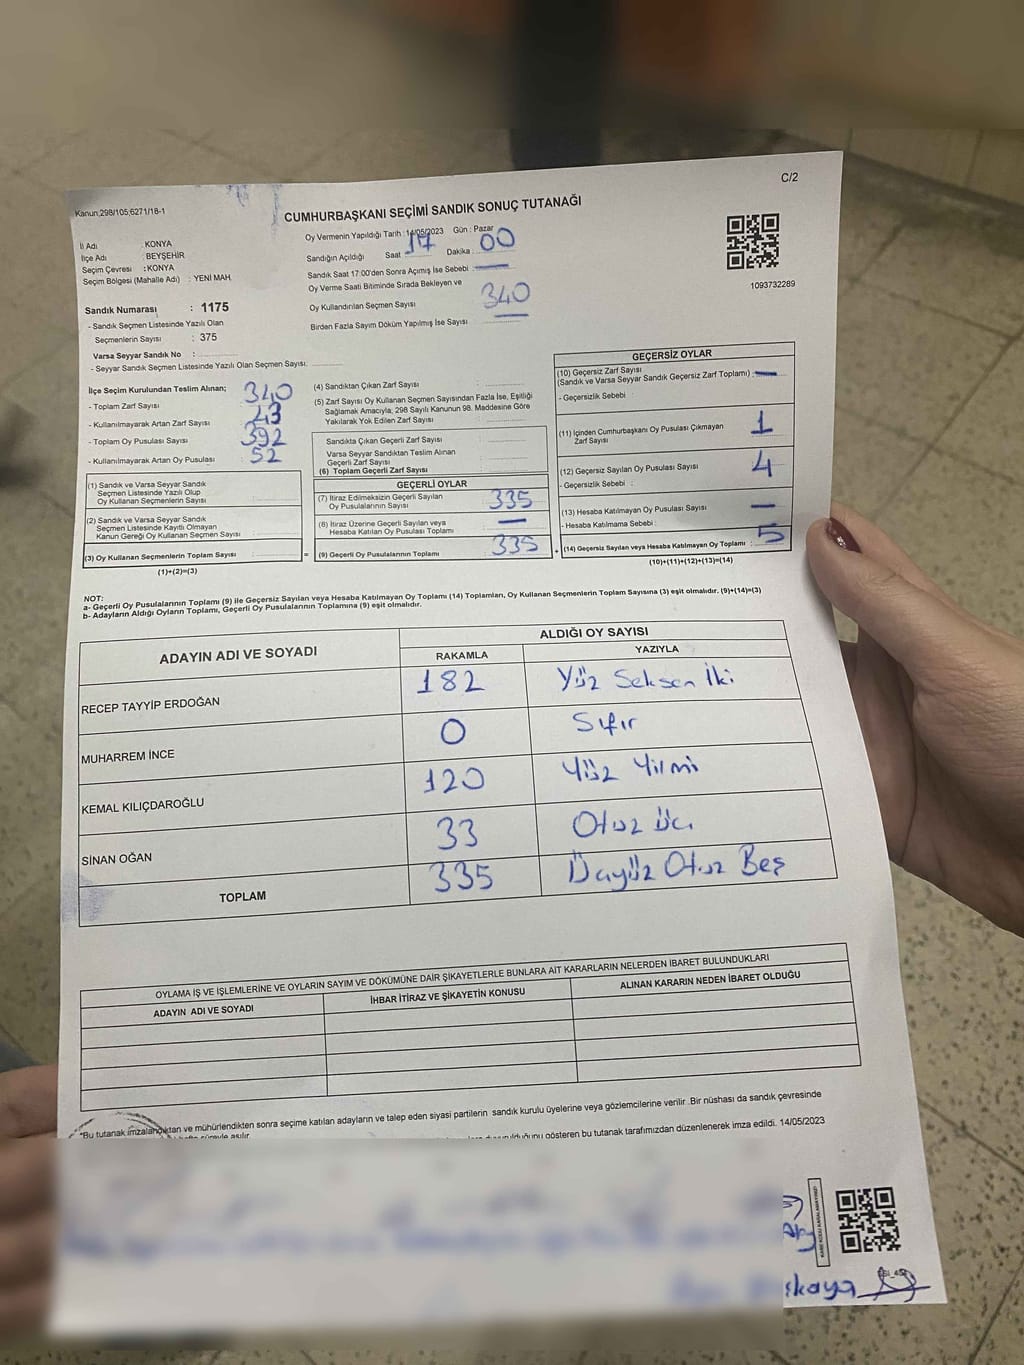 C/2
Kanun;298/105,6271/18-1
CUMHURBAŞKANI SEÇİMİ SANDIK SONUÇ TUTANAĞI
İl Adı : KONYA
İlçe Adı : BEYŞEHİR
Seçim Çevresi : KONYA
Seçim Bölgesi (Mahalle Adı) : YENİ MAH.
Oy Vermenin Yapıldığı Tarih : 14/05/2023 Gün : Pazar
Sandığın Açıldığı Saat : 17 Dakika : 00
Sandık Saat 17:00'den Sonra Açımış İse Sebebi : —
Oy Verme Saati Bitiminde Sırada Bekleyen ve
Oy Kullandırılan Seçmen Sayısı : 340
Birden Fazla Sayım Döküm Yapılmış İse Sayısı : —
1093732289
Sandık Numarası : 1175
- Sandık Seçmen Listesinde Yazılı Olan
Seçmenlerin Sayısı : 375
Varsa Seyyar Sandık No :
- Seyyar Sandık Seçmen Listesinde Yazılı Olan Seçmen Sayısı:
İlçe Seçim Kurulundan Teslim Alınan;
- Toplam Zarf Sayısı : 340
- Kullanılmayarak Artan Zarf Sayısı : 43
- Toplam Oy Pusulası Sayısı : 392
- Kullanılmayarak Artan Oy Pusulası : 52
(1) Sandık ve Varsa Seyyar Sandık
Seçmen Listesinde Yazılı Olup
Oy Kullanan Seçmenlerin Sayısı :
(2) Sandık ve Varsa Seyyar Sandık
Seçmen Listesinde Kayıtlı Olmayan
Kanun Gereği Oy Kullanan Seçmen Sayısı :
(3) Oy Kullanan Seçmenlerin Toplam Sayısı : =
(1)+(2)=(3)
(4) Sandıktan Çıkan Zarf Sayısı :
(5) Zarf Sayısı Oy Kullanan Seçmen Sayısından Fazla İse, Eşitliği
Sağlamak Amacıyla; 298 Sayılı Kanunun 98. Maddesine Göre
Yakılarak Yok Edilen Zarf Sayısı :
Sandıkta Çıkan Geçerli Zarf Sayısı :
Varsa Seyyar Sandıktan Teslim Alınan
Geçerli Zarf Sayısı :
(6) Toplam Geçerli Zarf Sayısı :
GEÇERLİ OYLAR
(7) İtiraz Edilmeksizin Geçerli Sayılan
Oy Pusulalarının Sayısı : 335
(8) İtiraz Üzerine Geçerli Sayılan veya
Hesaba Katılan Oy Pusulası Toplamı : —
(9) Geçerli Oy Pusulalarının Toplamı : 335 +
GEÇERSİZ OYLAR
(10) Geçersiz Zarf Sayısı
(Sandık ve Varsa Seyyar Sandık Geçersiz Zarf Toplamı) : —
- Geçersizlik Sebebi :
(11) İçinden Cumhurbaşkanı Oy Pusulası Çıkmayan
Zarf Sayısı : 1
(12) Geçersiz Sayılan Oy Pusulası Sayısı : 4
- Geçersizlik Sebebi :
(13) Hesaba Katılmayan Oy Pusulası Sayısı : —
- Hesaba Katılmama Sebebi :
(14) Geçersiz Sayılan veya Hesaba Katılmayan Oy Toplamı : 5
(10)+(11)+(12)+(13)=(14)
NOT:
a- Geçerli Oy Pusulalarının Toplamı (9) ile Geçersiz Sayılan veya Hesaba Katılmayan Oy Toplamı (14) Toplamları, Oy Kullanan Seçmenlerin Toplam Sayısına (3) eşit olmalıdır. (9)+(14)=(3)
b- Adayların Aldığı Oyların Toplamı, Geçerli Oy Pusulalarının Toplamına (9) eşit olmalıdır.
ADAYIN ADI VE SOYADI
ALDIĞI OY SAYISI
RAKAMLA YAZIYLA
RECEP TAYYİP ERDOĞAN 182 Yüz Seksen İki
MUHARREM İNCE 0 Sıfır
KEMAL KILIÇDAROĞLU 120 Yüz Yirmi
SİNAN OĞAN 33 Otuz üç
TOPLAM 335 Üçyüz Otuz Beş
OYLAMA İŞ VE İŞLEMLERİNE VE OYLARIN SAYIM VE DÖKÜMÜNE DAİR ŞİKAYETLERLE BUNLARA AİT KARARLARIN NELERDEN İBARET BULUNDUKLARI
ADAYIN ADI VE SOYADI İHBAR İTİRAZ VE ŞİKAYETİN KONUSU ALINAN KARARIN NEDEN İBARET OLDUĞU
*Bu tutanak imzalandıktan ve mühürlendikten sonra seçime katılan adayların ve talep eden siyasi partilerin sandık kurulu üyelerine veya gözlemcilerine verilir .Bir nüshası da sandık çevresinde
gösteren bu tutanak tarafımızdan düzenlenerek imza edildi. 14/05/2023
skaya